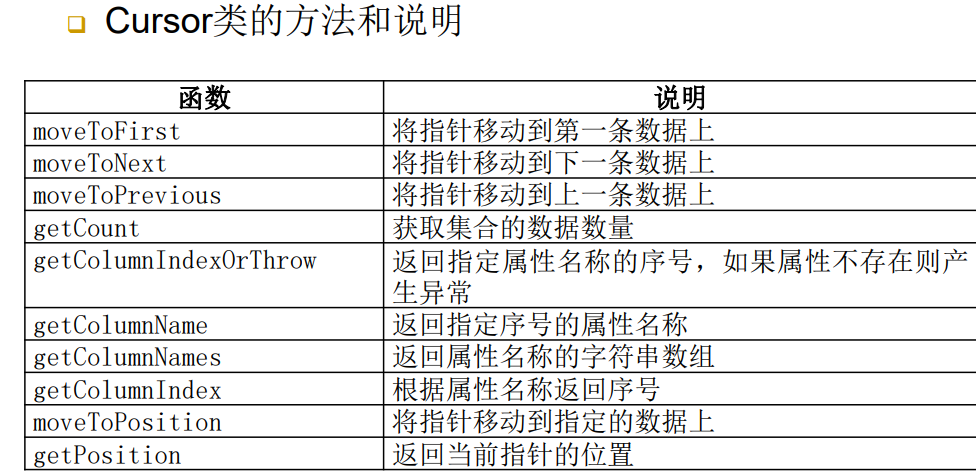 Cursor类的方法和说明
函数 说明
moveToFirst 将指针移动到第一条数据上
moveToNext 将指针移动到下一条数据上
moveToPrevious 将指针移动到上一条数据上
getCount 获取集合的数据数量
getColumnIndexOrThrow 返回指定属性名称的序号，如果属性不存在则产
生异常
getColumnName 返回指定序号的属性名称
getColumnNames 返回属性名称的字符串数组
getColumnIndex 根据属性名称返回序号
moveToPosition 将指针移动到指定的数据上
getPosition 返回当前指针的位置